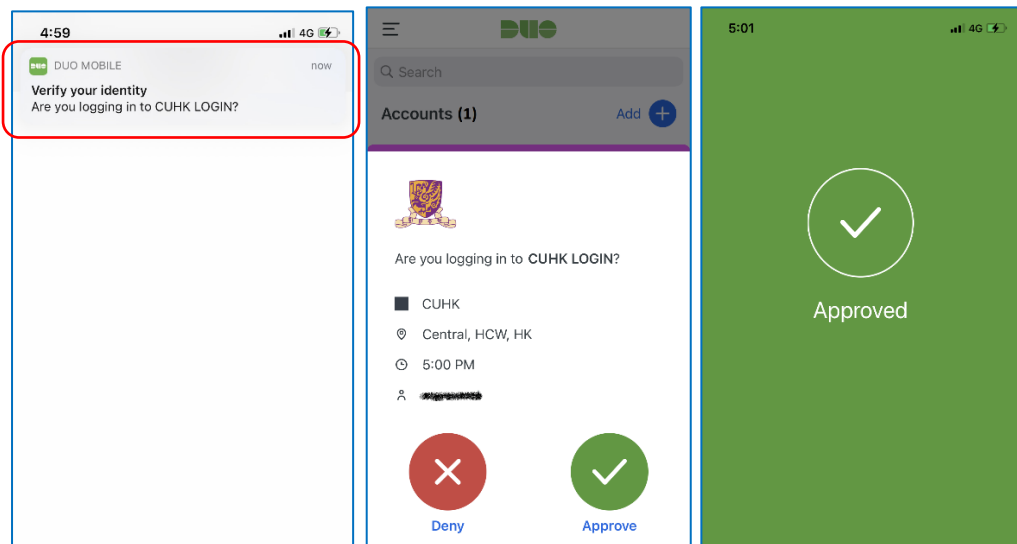 4:59
4G
DUO MOBILE
now
Verify your identity
Are you logging in to CUHK LOGIN?
DUO
Search
Accounts (1)
Add
Are you logging in to CUHK LOGIN?
CUHK
Central, HCW, HK
5:00 PM
Deny
Approve
5:01
4G
Approved